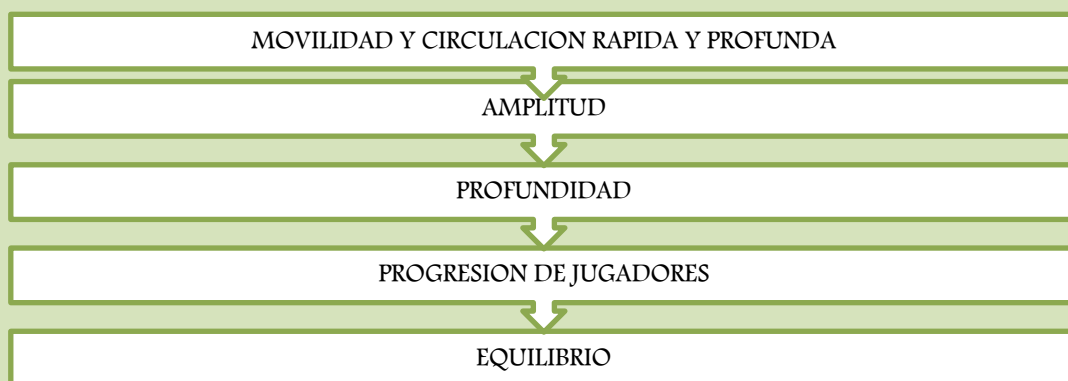 MOVILIDAD Y CIRCULACION RAPIDA Y PROFUNDA
AMPLITUD
PROFUNDIDAD
PROGRESION DE JUGADORES
EQUILIBRIO